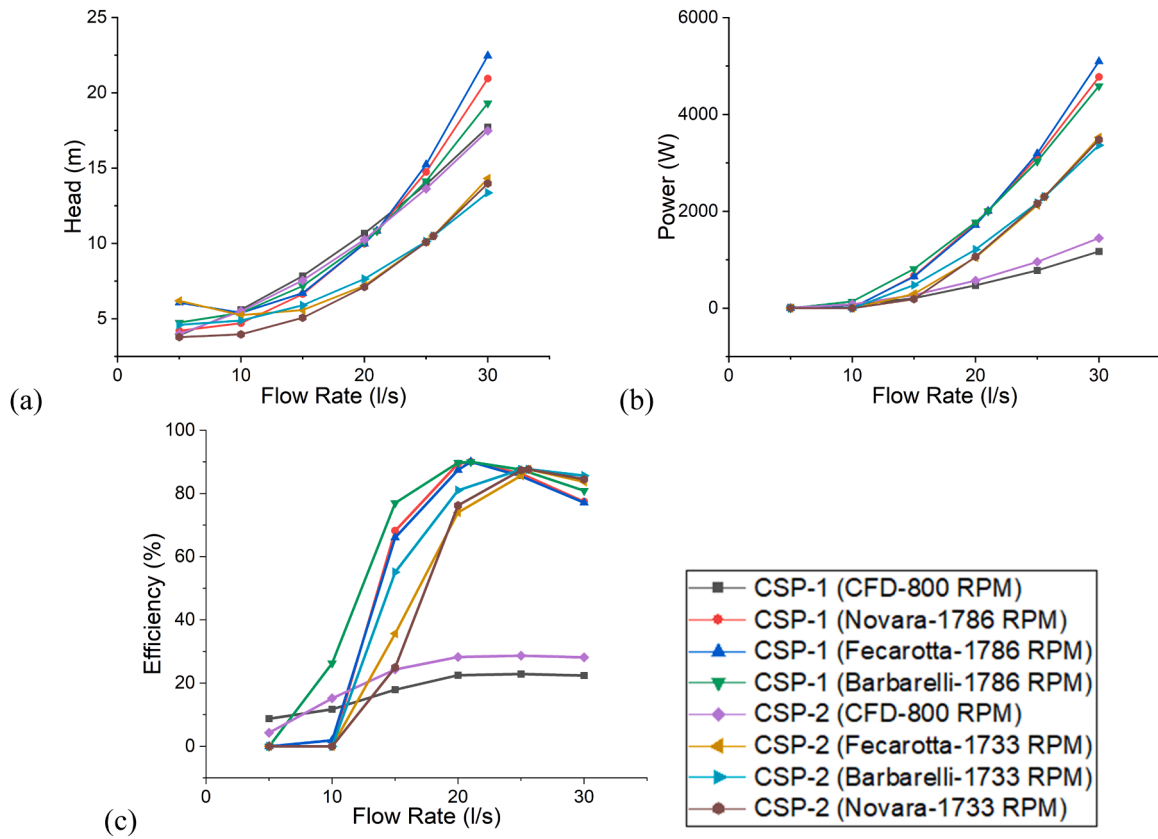 25
20
15
10
5
Head (m)
0
10
20
30
Flow Rate (l/s)
(a)
6000
4000
2000
0
Power (W)
0
10
20
30
Flow Rate (l/s)
(b)
100
80
60
40
20
0
Efficiency (%)
0
10
20
30
Flow Rate (l/s)
(c)
CSP-1 (CFD-800 RPM)
CSP-1 (Novara-1786 RPM)
CSP-1 (Fecarotta-1786 RPM)
CSP-1 (Barbarelli-1786 RPM)
CSP-2 (CFD-800 RPM)
CSP-2 (Fecarotta-1733 RPM)
CSP-2 (Barbarelli-1733 RPM)
CSP-2 (Novara-1733 RPM)